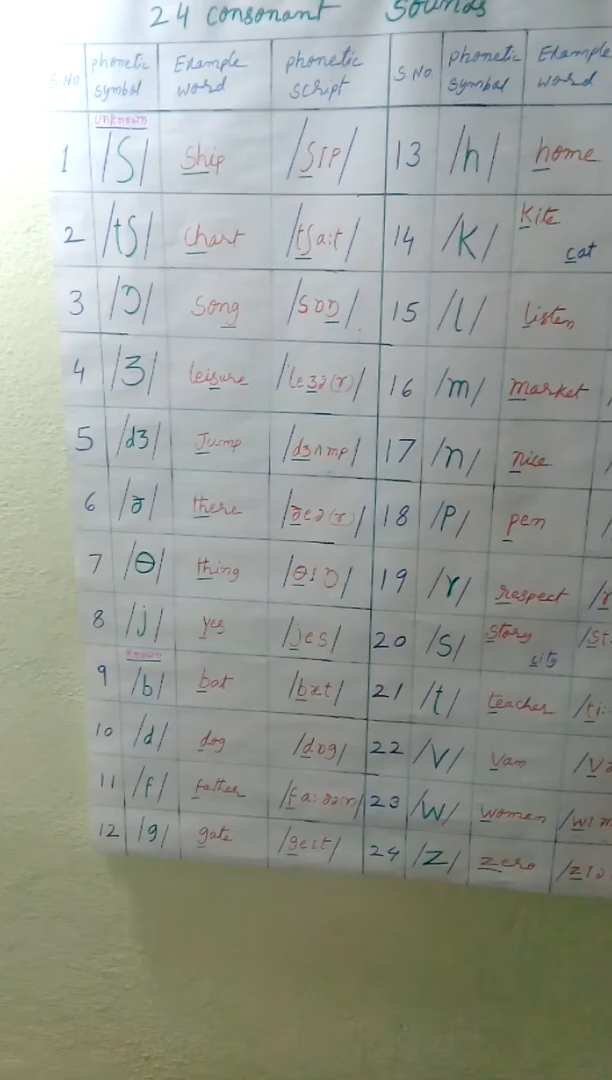 24 consonant Sounds
S.NO phonetic symbol Example word phonetic script S.No phonetic symbol Example word
unknown
1 /ʃ/ Ship /ʃɪp/ 13 /h/ home
2 /tʃ/ chart /tʃa:t/ 14 /K/ Kite cat
3 /ŋ/ Song /sɒŋ/ 15 /l/ listen
4 /ʒ/ leisure /leʒə(r)/ 16 /m/ market
5 /dʒ/ Jump /dʒʌmp/ 17 /n/ nice
6 /ð/ there /ðeə(r)/ 18 /P/ pen
7 /θ/ thing /θɪŋ/ 19 /r/ respect
8 /j/ yes /jes/ 20 /S/ Story city
known
9 /b/ bat /bæt/ 21 /t/ teacher
10 /d/ dog /dɒg/ 22 /V/ Van
11 /f/ father 23 /W/ women
12 /g/ gate /geɪt/ 24 /Z/ zero